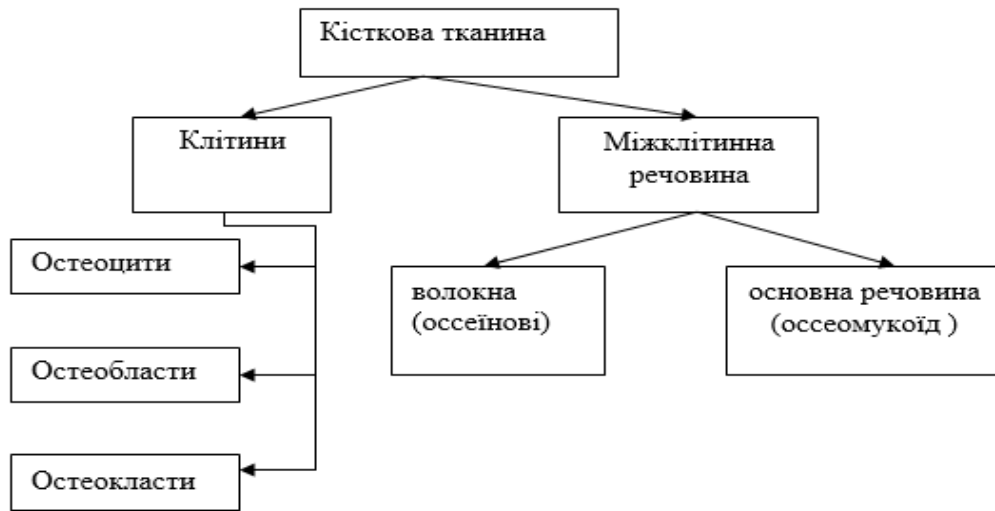 Кісткова тканина
Клітини
Міжклітинна
речовина
Остеоцити
Остеобласти
Остеокласти
волокна
(оссеїнові)
основна речовина
(оссеомукоїд )